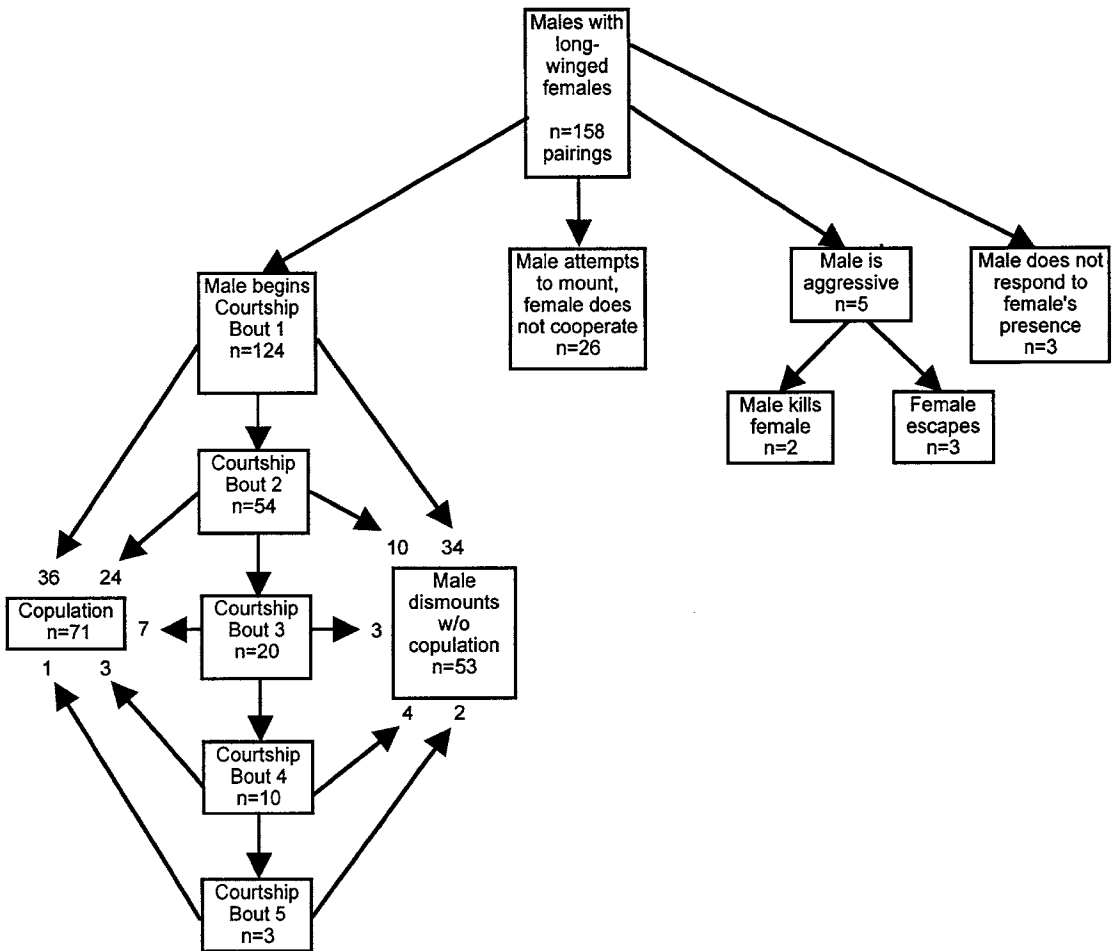 Males with
long-
winged
females
n=158
pairings
Male begins
Courtship
Bout 1
n=124
Male attempts
to mount,
female does
not cooperate
n=26
Male is
aggressive
n=5
Male does not
respond to
female's
presence
n=3
Male kills
female
n=2
Female
escapes
n=3
Courtship
Bout 2
n=54
36 24
10 34
Copulation
n=71
7
Courtship
Bout 3
n=20
3
Male
dismounts
w/o
copulation
n=53
1 3
4 2
Courtship
Bout 4
n=10
Courtship
Bout 5
n=3